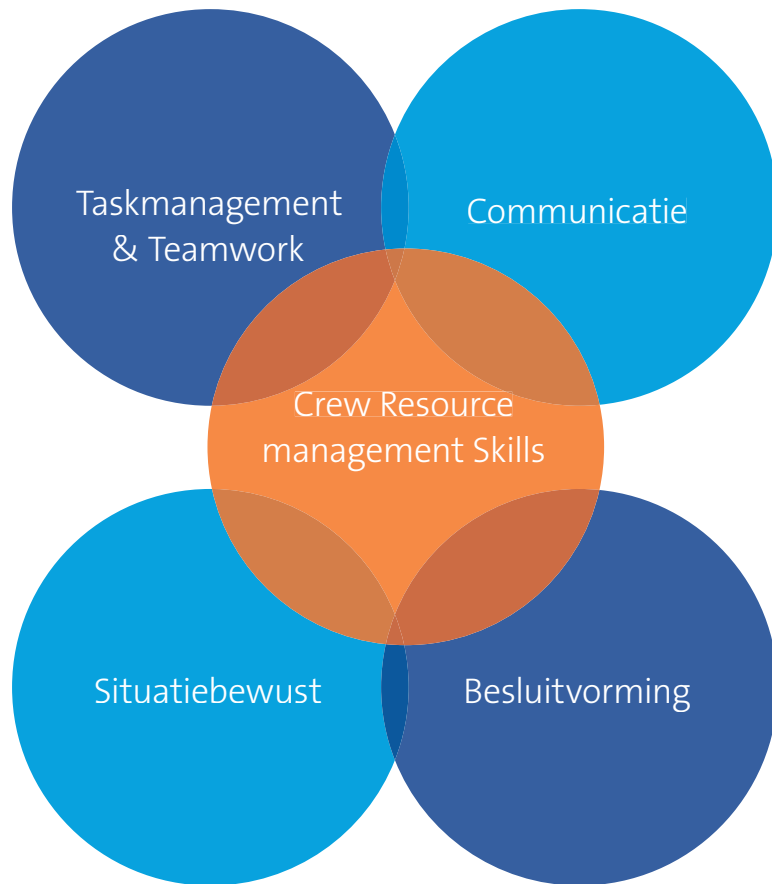 Taskmanagement
& Teamwork
Communicatie
Crew Resource
management Skills
Situatiebewust
Besluitvorming